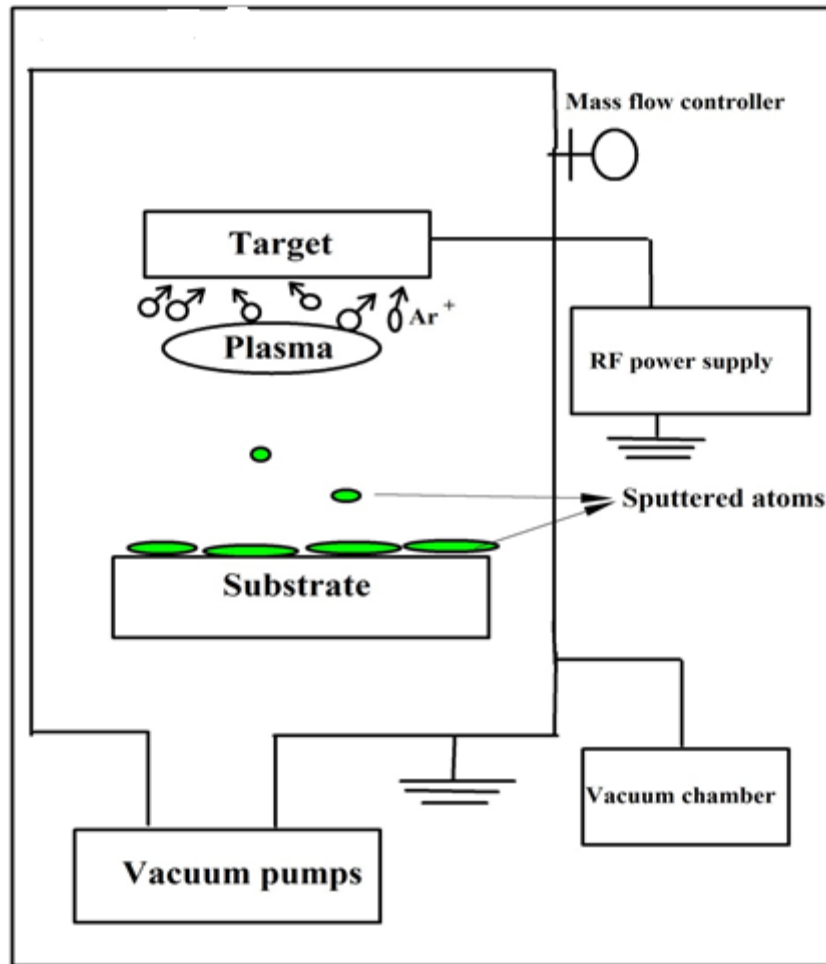 Mass flow controller
Target
Ar+
Plasma
RF power supply
Sputtered atoms
Substrate
Vacuum chamber
Vacuum pumps